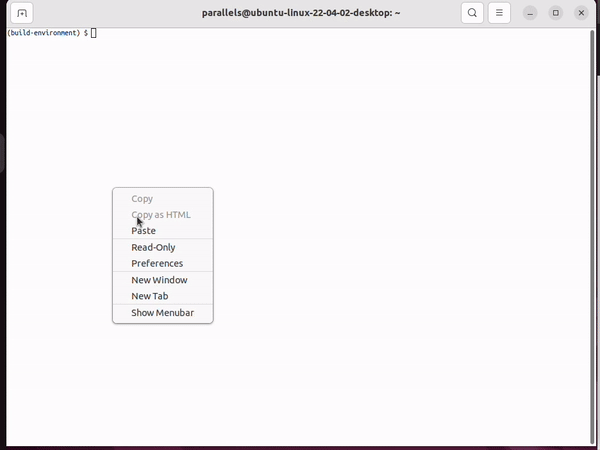 parallels@ubuntu-linux-22-04-02-desktop: ~
(build-environment) $
Copy
Copy as HTML
Paste
Read-Only
Preferences
New Window
New Tab
Show Menubar